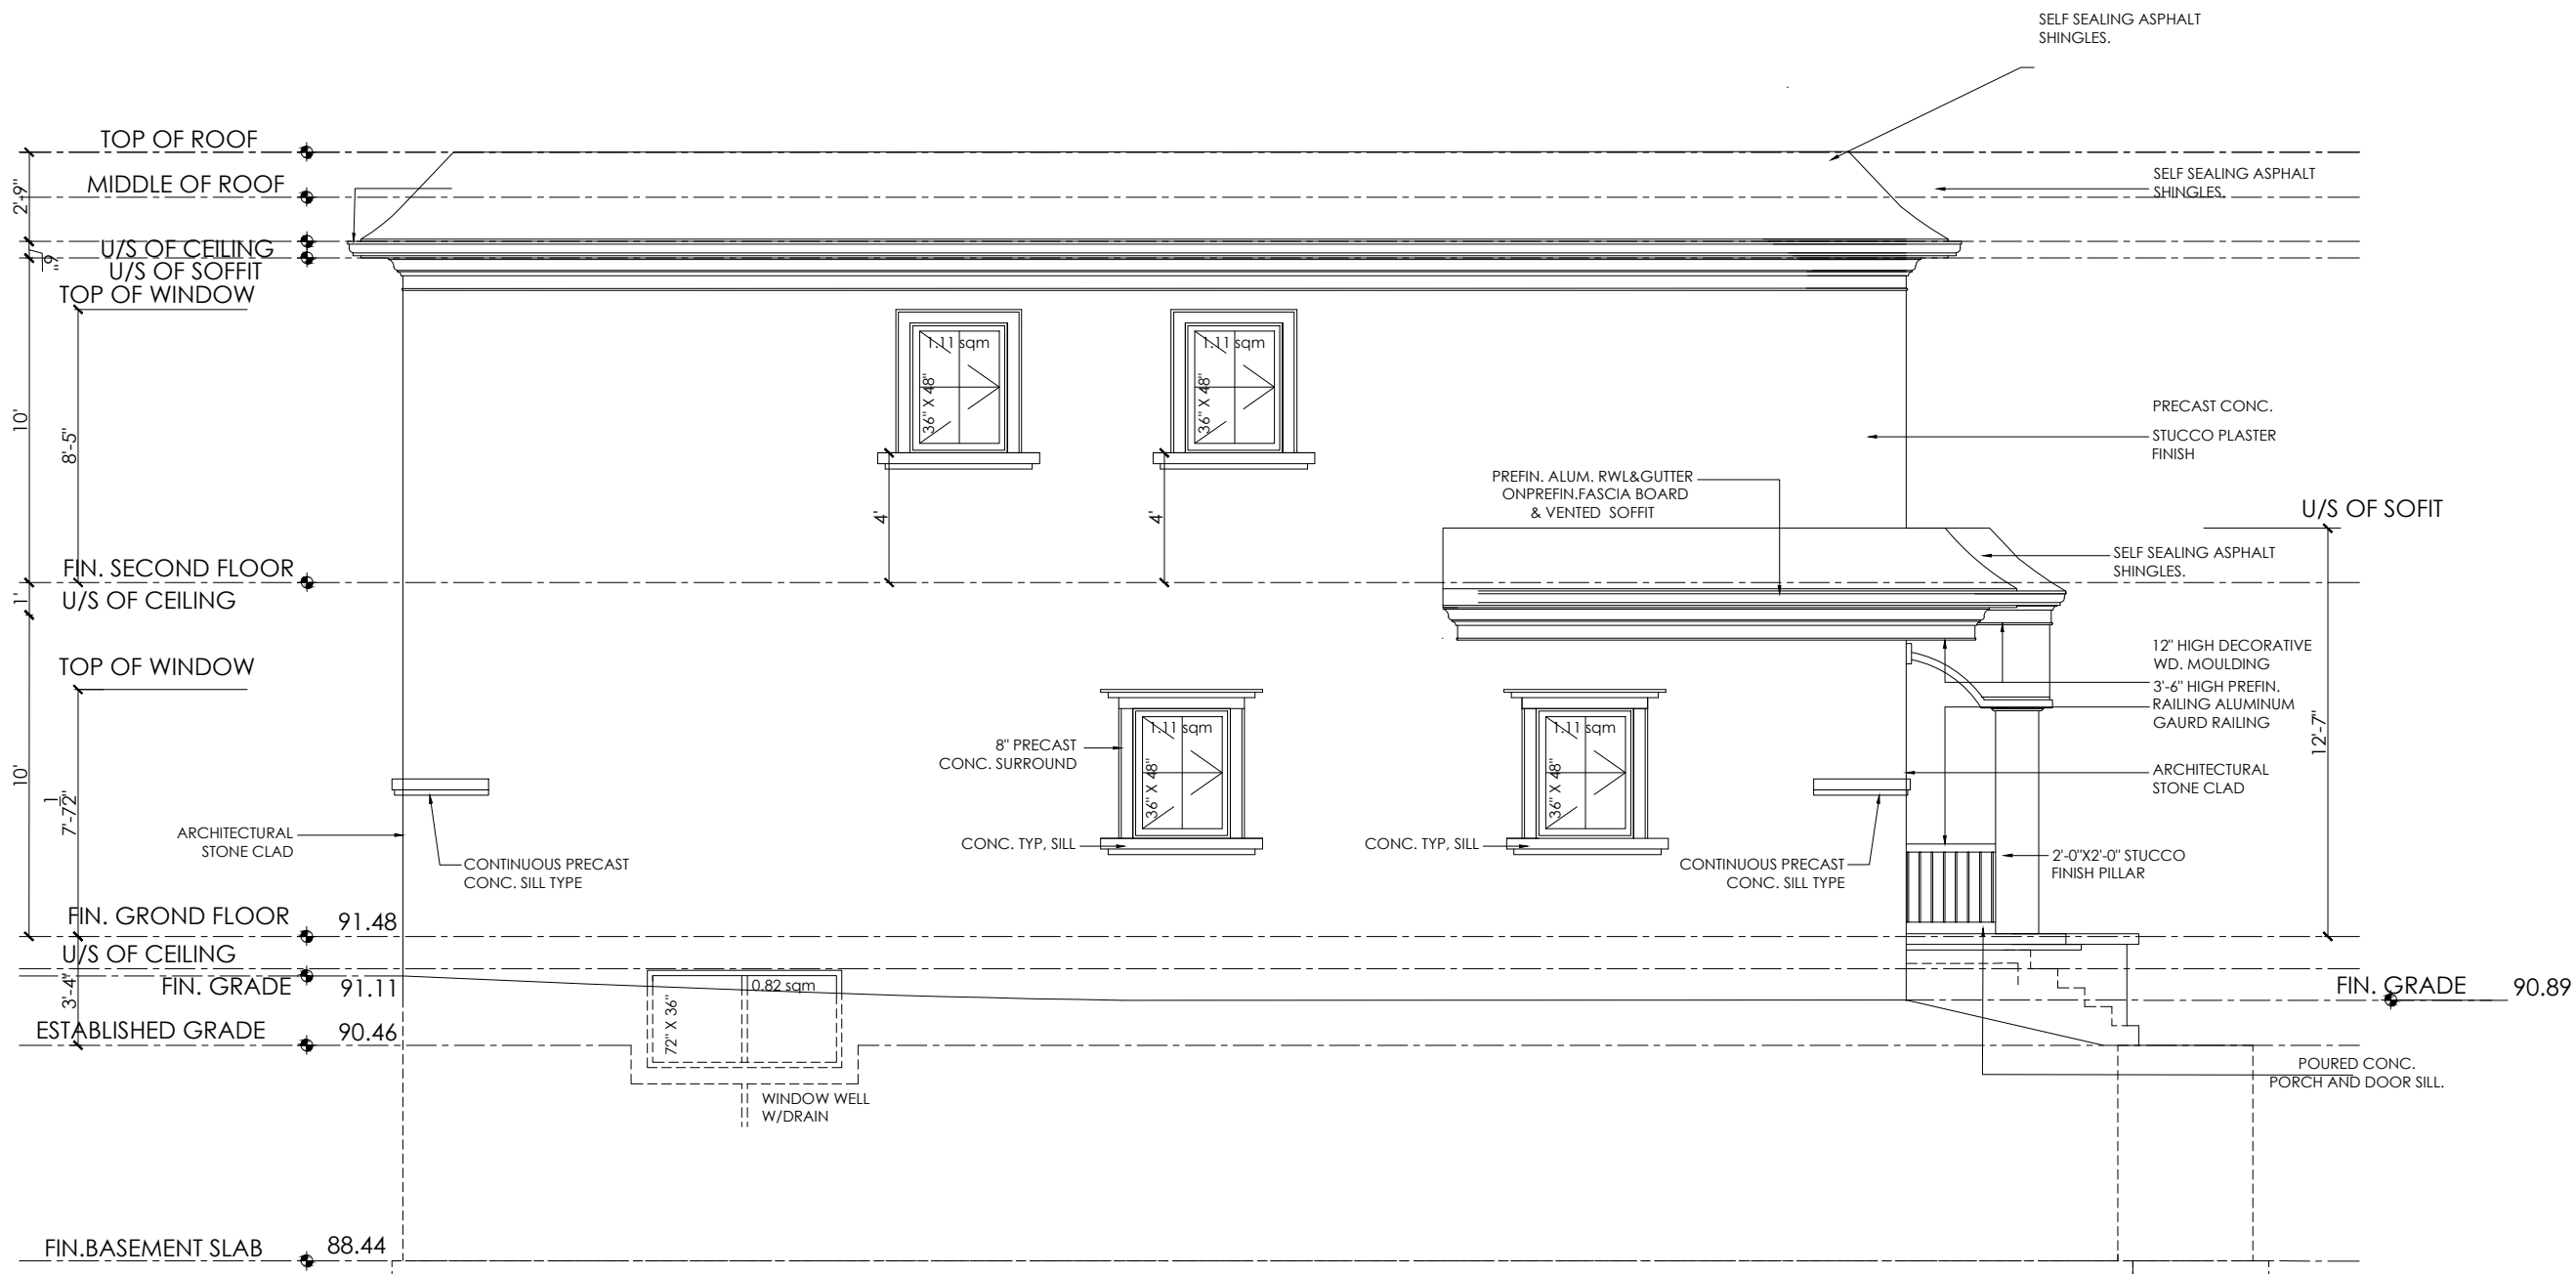 SELF SEALING ASPHALT
SHINGLES.
TOP OF ROOF
MIDDLE OF ROOF
2'-9"
SELF SEALING ASPHALT
SHINGLES.
U/S OF CEILING
6"
U/S OF SOFFIT
TOP OF WINDOW
1.11 sqm
36" X 48"
1.11 sqm
36" X 48"
10'
8'-5"
4'
4'
PRECAST CONC.
STUCCO PLASTER
FINISH
PREFIN. ALUM. RWL&GUTTER
ONPREFIN.FASCIA BOARD
& VENTED SOFFIT
U/S OF SOFIT
SELF SEALING ASPHALT
SHINGLES.
FIN. SECOND FLOOR
1'
U/S OF CEILING
TOP OF WINDOW
12" HIGH DECORATIVE
WD. MOULDING
3'-6" HIGH PREFIN.
RAILING ALUMINUM
GAURD RAILING
12'-7"
8" PRECAST
CONC. SURROUND
1.11 sqm
36" X 48"
1.11 sqm
36" X 48"
ARCHITECTURAL
STONE CLAD
10'
1
7'-72"
ARCHITECTURAL
STONE CLAD
CONTINUOUS PRECAST
CONC. SILL TYPE
CONC. TYP, SILL
CONC. TYP, SILL
CONTINUOUS PRECAST
CONC. SILL TYPE
2'-0"X2'-0" STUCCO
FINISH PILLAR
FIN. GROND FLOOR 91.48
U/S OF CEILING
3'-4"
FIN. GRADE 91.11
0.82 sqm
72" X 36"
FIN. GRADE 90.89
ESTABLISHED GRADE 90.46
POURED CONC.
PORCH AND DOOR SILL.
WINDOW WELL
W/DRAIN
FIN.BASEMENT SLAB 88.44